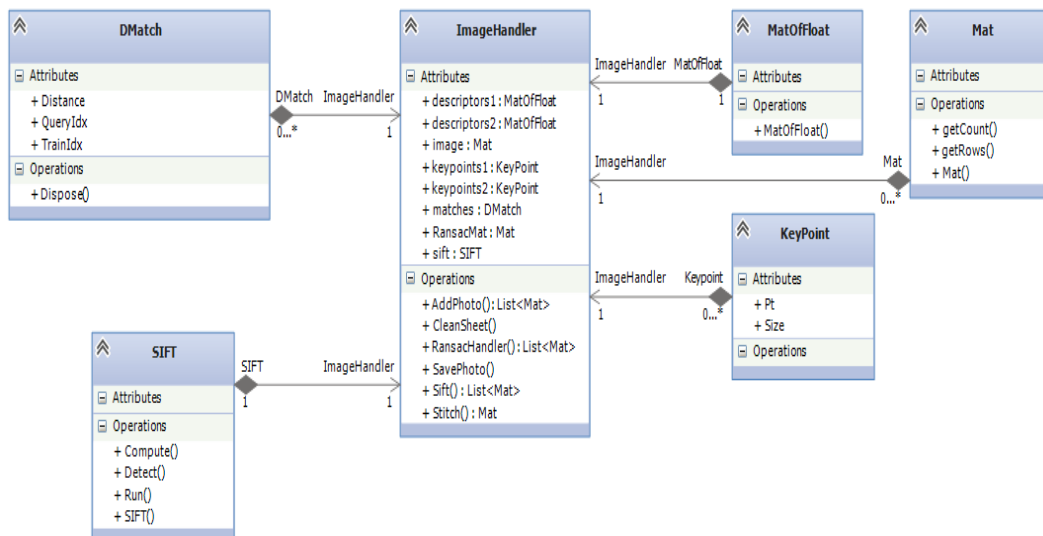 DMatch
Attributes
+ Distance
+ QueryIdx
+ TrainIdx
Operations
+ Dispose()
DMatch
ImageHandler
0...*
1
ImageHandler
Attributes
+ descriptors1 : MatOfFloat
+ descriptors2 : MatOfFloat
+ image : Mat
+ keypoints1 : KeyPoint
+ keypoints2 : KeyPoint
+ matches : DMatch
+ RansacMat : Mat
+ sift : SIFT
Operations
+ AddPhoto() : List<Mat>
+ CleanSheet()
+ RansacHandler() : List<Mat>
+ SavePhoto()
+ Sift() : List<Mat>
+ Stitch() : Mat
ImageHandler
MatOfFloat
1
1
MatOfFloat
Attributes
Operations
+ MatOfFloat()
Mat
Attributes
Operations
+ getCount()
+ getRows()
+ Mat()
ImageHandler
Mat
1
0...*
ImageHandler
Keypoint
1
0...*
KeyPoint
Attributes
+ Pt
+ Size
Operations
SIFT
Attributes
Operations
+ Compute()
+ Detect()
+ Run()
+ SIFT()
SIFT
ImageHandler
1
1